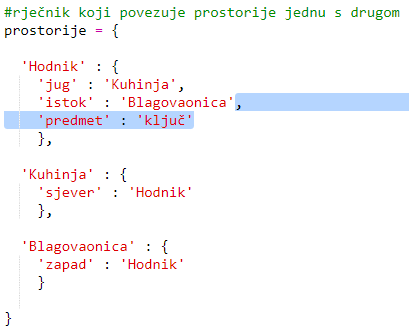 #rječnik koji povezuje prostorije jednu s drugom
prostorije = {
'Hodnik' : {
'jug' : 'Kuhinja',
'istok' : 'Blagovaonica',
'predmet' : 'ključ'
},
'Kuhinja' : {
'sjever' : 'Hodnik'
},
'Blagovaonica' : {
'zapad' : 'Hodnik'
}
}